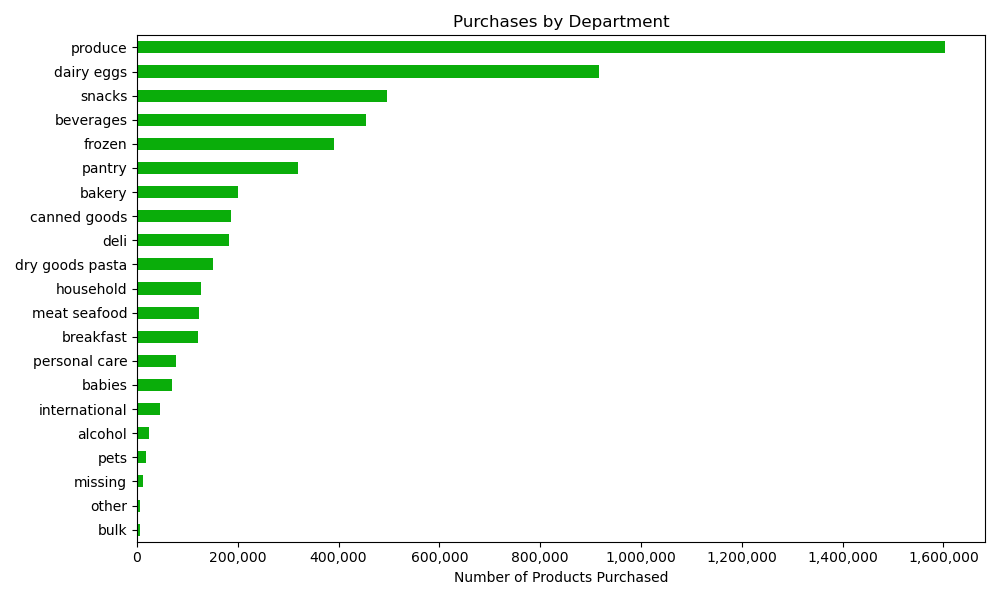 Purchases by Department
produce
dairy eggs
snacks
beverages
frozen
pantry
bakery
canned goods
deli
dry goods pasta
household
meat seafood
breakfast
personal care
babies
international
alcohol
pets
missing
other
bulk
0 200,000 400,000 600,000 800,000 1,000,000 1,200,000 1,400,000 1,600,000
Number of Products Purchased